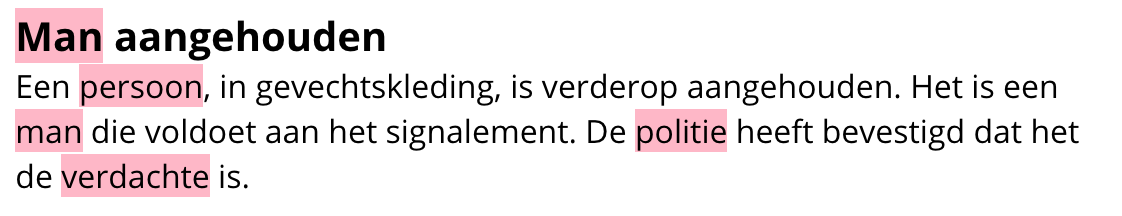 Man aangehouden
Een persoon, in gevechtskleding, is verderop aangehouden. Het is een
man die voldoet aan het signalement. De politie heeft bevestigd dat het
de verdachte is.